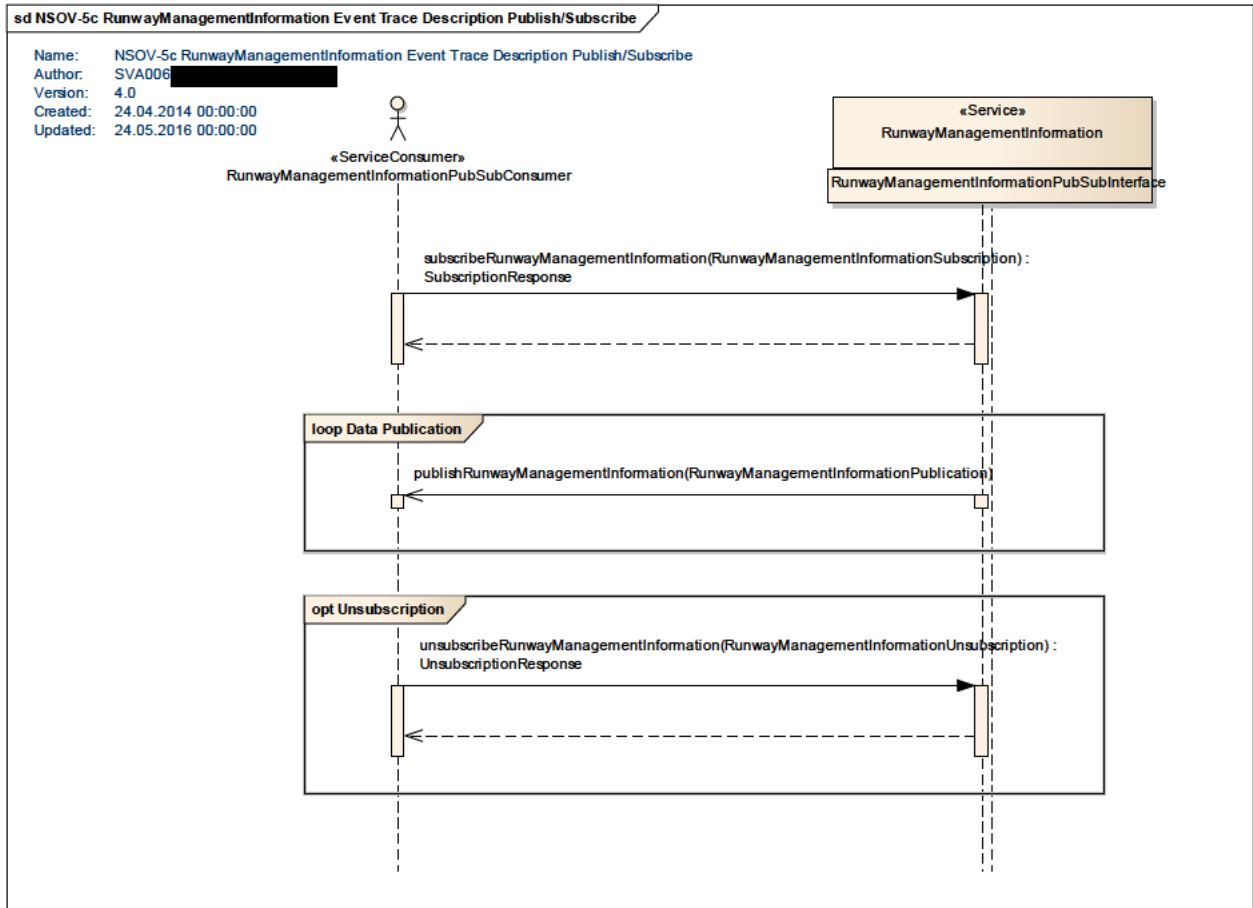 sd NSOV-5c RunwayManagementInformation Event Trace Description Publish/Subscribe
Name: NSOV-5c RunwayManagementInformation Event Trace Description Publish/Subscribe
Author: SVA006
Version: 4.0
Created: 24.04.2014 00:00:00
Updated: 24.05.2016 00:00:00
«ServiceConsumer»
RunwayManagementInformationPubSubConsumer
«Service»
RunwayManagementInformation
RunwayManagementInformationPubSubInterface
subscribeRunwayManagementInformation(RunwayManagementInformationSubscription) :
SubscriptionResponse
loop Data Publication
publishRunwayManagementInformation(RunwayManagementInformationPublication)
opt Unsubscription
unsubscribeRunwayManagementInformation(RunwayManagementInformationUnsubscription) :
UnsubscriptionResponse